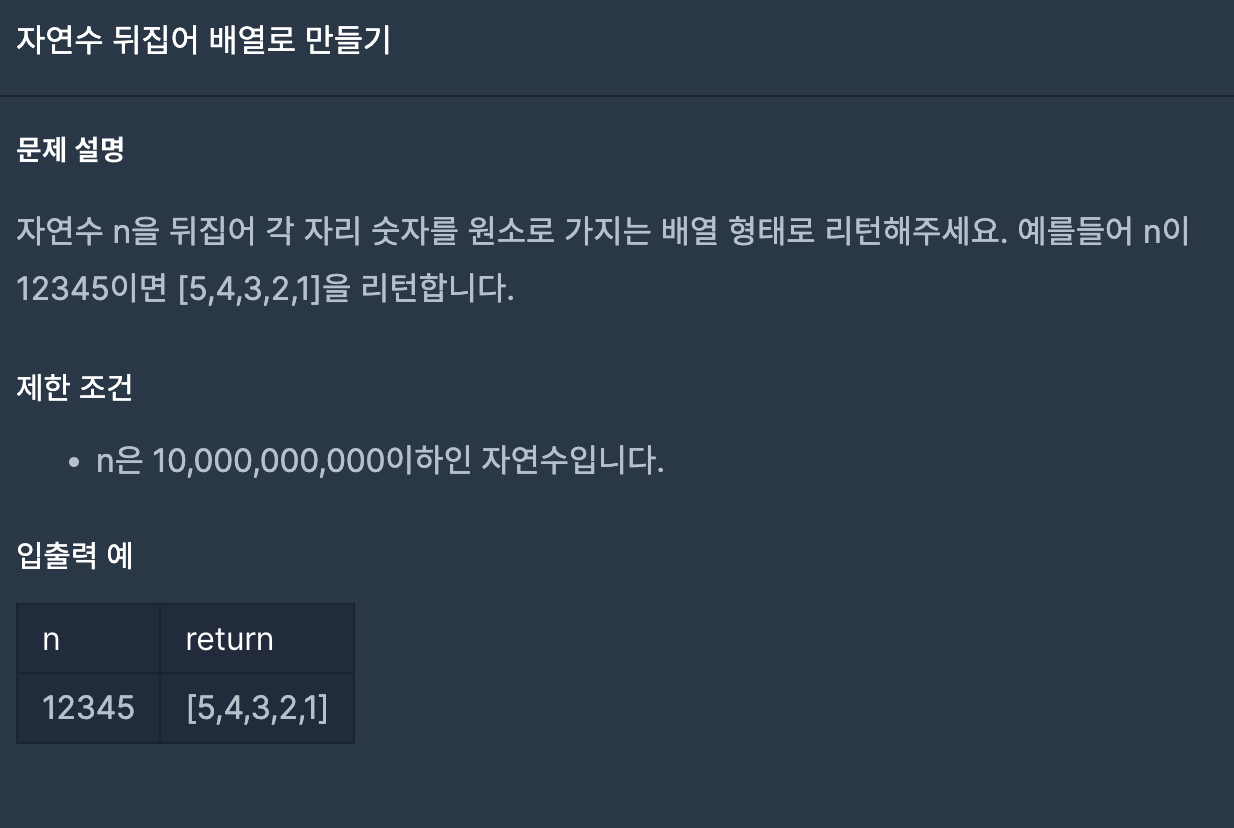 자연수 뒤집어 배열로 만들기
문제 설명
자연수 n을 뒤집어 각 자리 숫자를 원소로 가지는 배열 형태로 리턴해주세요. 예를들어 n이
12345이면 [5,4,3,2,1]을 리턴합니다.
제한 조건
• n은 10,000,000,000이하인 자연수입니다.
입출력 예
n return
12345 [5,4,3,2,1]